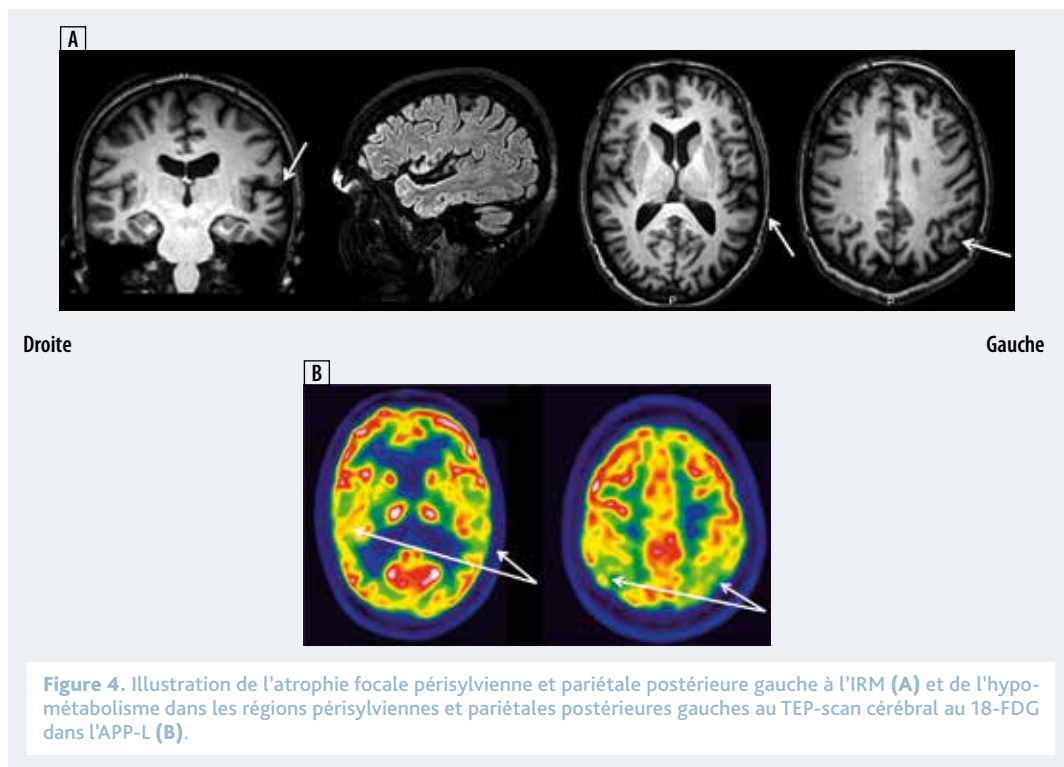 A
P
Droite
Gauche
B
Figure 4. Illustration de l'atrophie focale périsylvienne et pariétale postérieure gauche à l'IRM (A) et de l'hypo-
métabolisme dans les régions périsylviennes et pariétales postérieures gauches au TEP-scan cérébral au 18-FDG
dans l'APP-L (B).